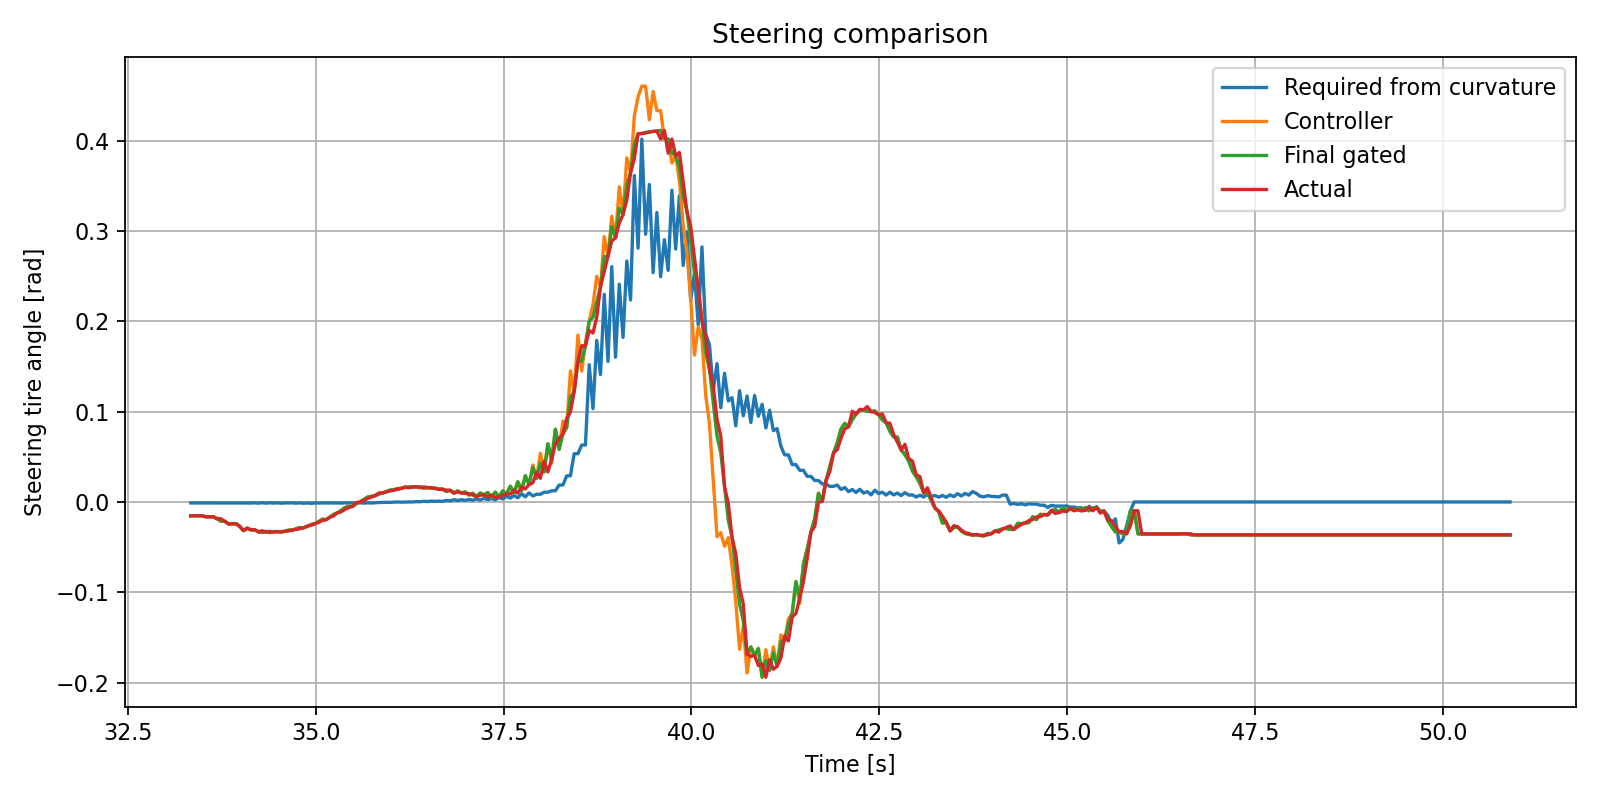 Steering comparison
Required from curvature
Controller
Final gated
Actual
Steering tire angle [rad]
0.4
0.3
0.2
0.1
0.0
−0.1
−0.2
32.5 35.0 37.5 40.0 42.5 45.0 47.5 50.0
Time [s]